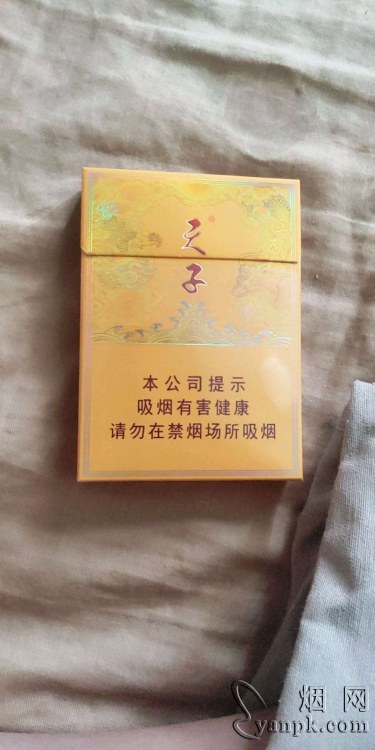 天子
本公司提示
吸烟有害健康
请勿在禁烟场所吸烟
烟网
yanpk.com